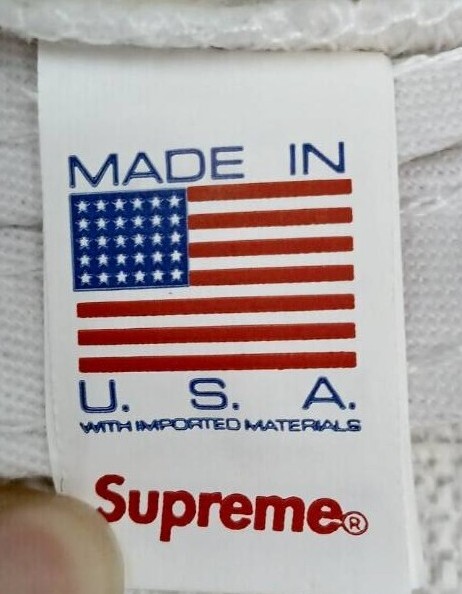 MADE IN
U. S. A.
WITH IMPORTED MATERIALS
Supreme®